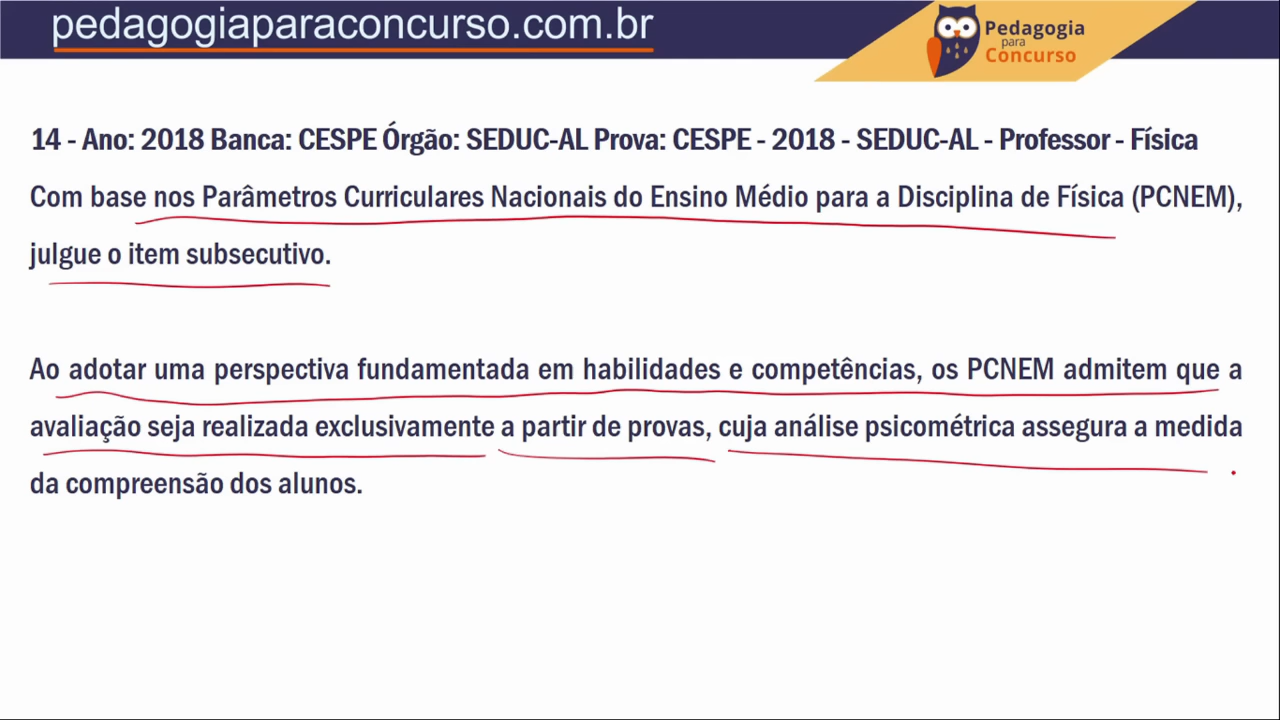 pedagogiaparaconcurso.com.br
Pedagogia
para
Concurso
14 - Ano: 2018 Banca: CESPE Órgão: SEDUC-AL Prova: CESPE - 2018 - SEDUC-AL - Professor - Física
Com base nos Parâmetros Curriculares Nacionais do Ensino Médio para a Disciplina de Física (PCNEM),
julgue o item subsecutivo.
Ao adotar uma perspectiva fundamentada em habilidades e competências, os PCNEM admitem que a
avaliação seja realizada exclusivamente a partir de provas, cuja análise psicométrica assegura a medida
da compreensão dos alunos.